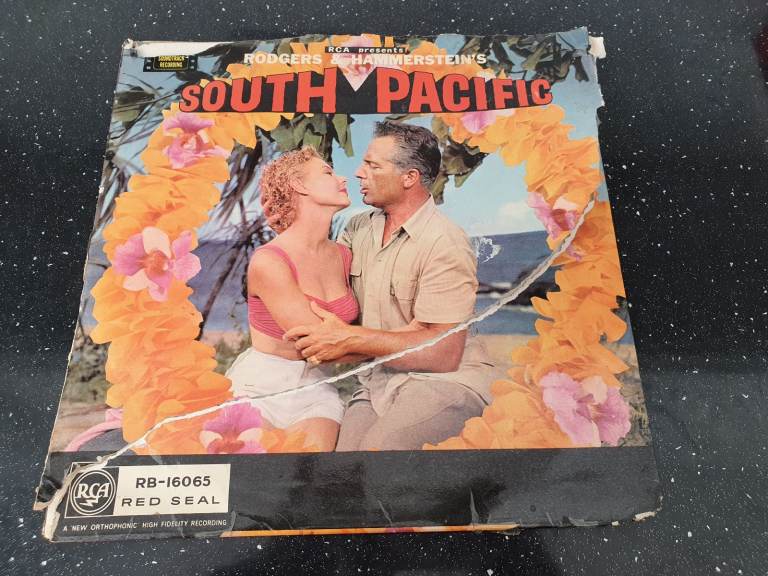 SOUNDTRACK
RECORDING
RCA presents
RODGERS & HAMMERSTEIN'S
SOUTH PACIFIC
RCA
RB-16065
RED SEAL
A "NEW ORTHOPHONIC" HIGH FIDELITY RECORDING